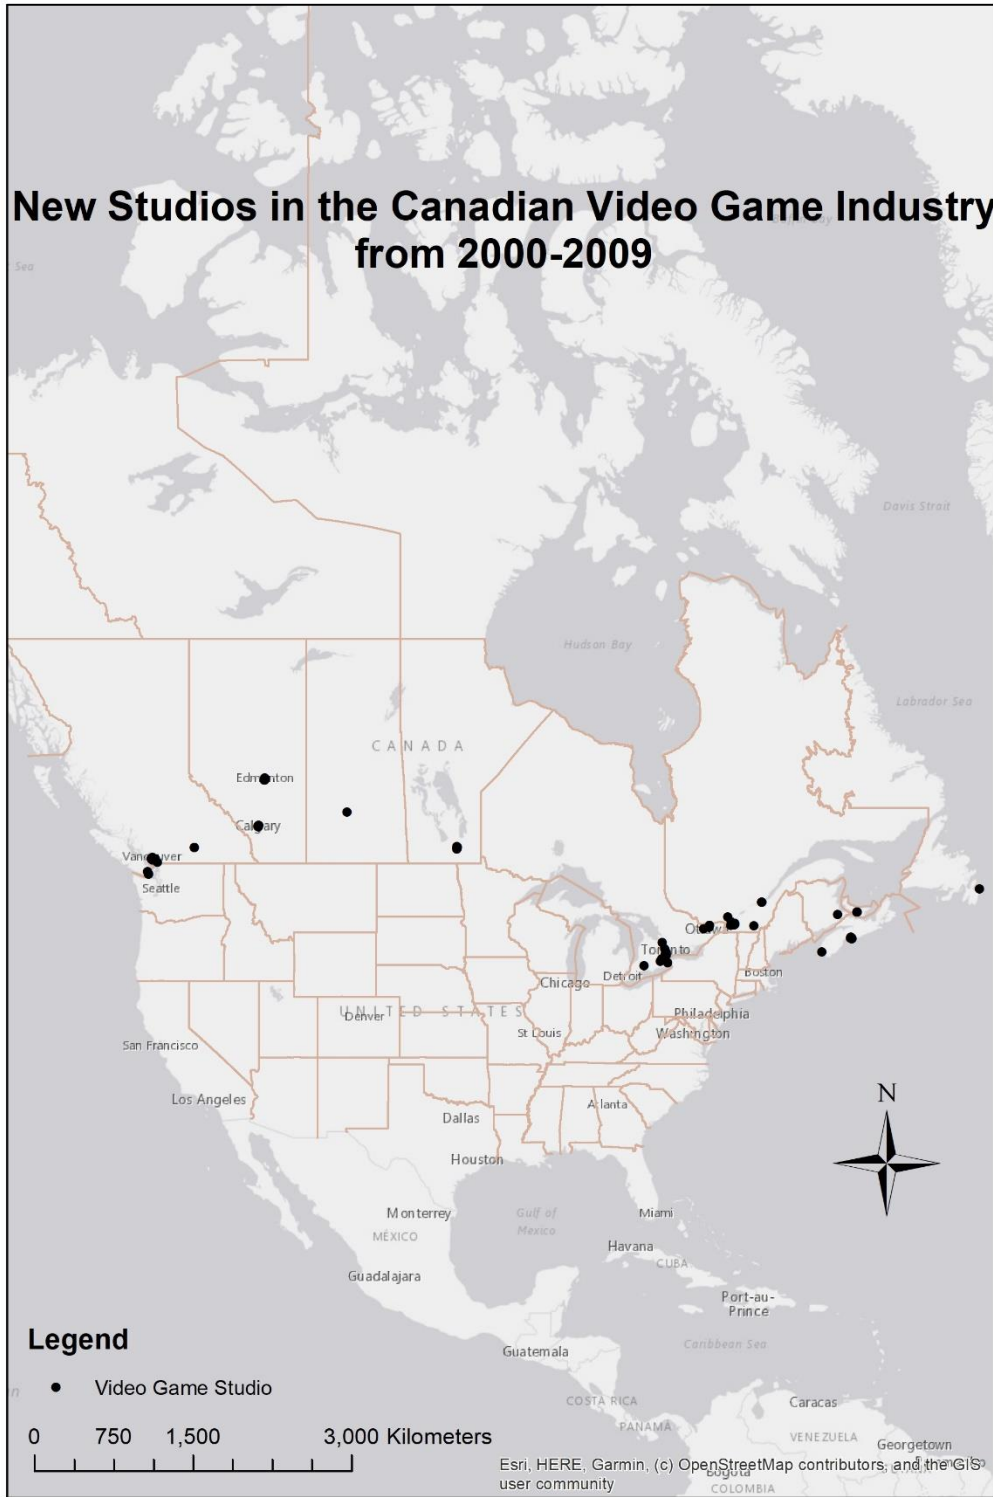 New Studios in the Canadian Video Game Industry
from 2000-2009
Sea
Davis Strait
Hudson Bay
Labrador Sea
CANADA
Edmonton
Calgary
Vancouver
Seattle
Ottawa
Toronto
Boston
Detroit
Chicago
Philadelphia
UNITED STATES
Denver
St Louis
Washington
San Francisco
Los Angeles
Atlanta
Dallas
Houston
N
Monterrey
Gulf of
Mexico
Miami
MÉXICO
Havana
CUBA
Guadalajara
Port-au-
Prince
Legend
Guatemala
Caribbean Sea
Video Game Studio
COSTA RICA
Caracas
PANAMÁ
VENEZUELA
0 750 1,500 3,000 Kilometers
Georgetown
Esri, HERE, Garmin, (c) OpenStreetMap contributors, and the GIS
user community
Bogotá
COLOMBIA